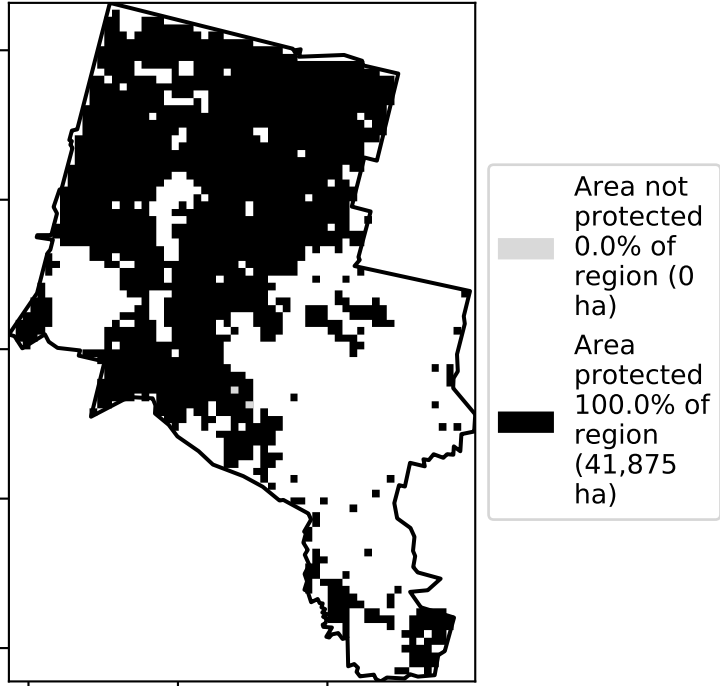 Area not
protected
0.0% of
region (0
ha)
Area
protected
100.0% of
region
(41,875
ha)